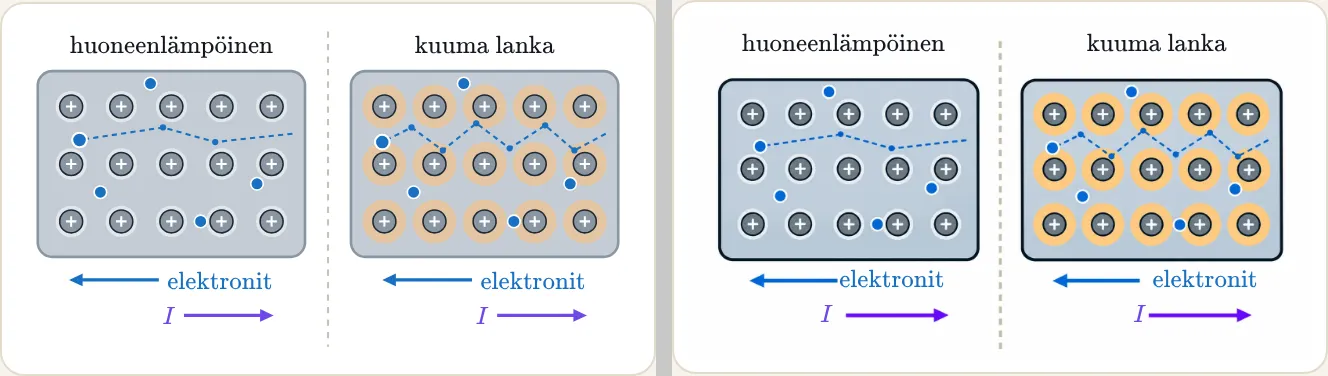 huoneenlämpöinen
kuuma lanka
+ + + + +
+ + + + +
+ + + + +
+ + + + +
+ + + + +
+ + + + +
elektronit
elektronit
I
I
huoneenlämpöinen
kuuma lanka
+ + + + +
+ + + + +
+ + + + +
+ + + + +
+ + + + +
+ + + + +
elektronit
elektronit
I
I